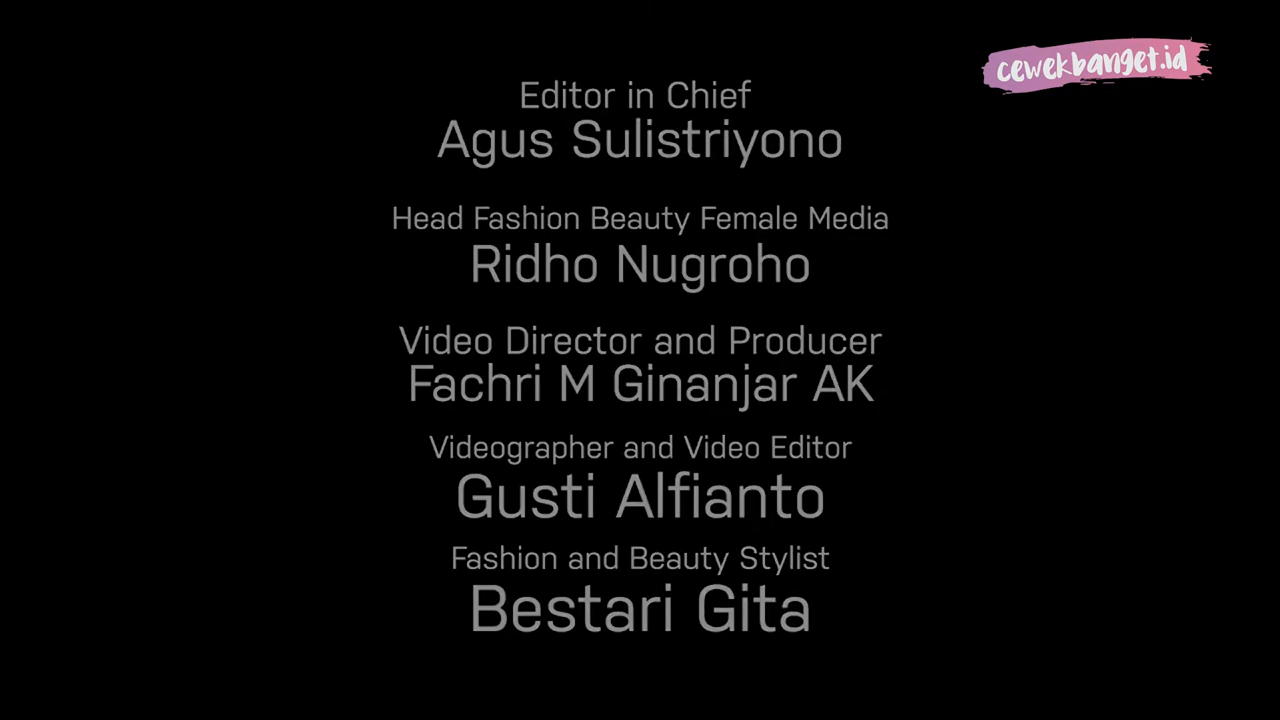 cewekbanget.id
Editor in Chief
Agus Sulistriyono
Head Fashion Beauty Female Media
Ridho Nugroho
Video Director and Producer
Fachri M Ginanjar AK
Videographer and Video Editor
Gusti Alfianto
Fashion and Beauty Stylist
Bestari Gita